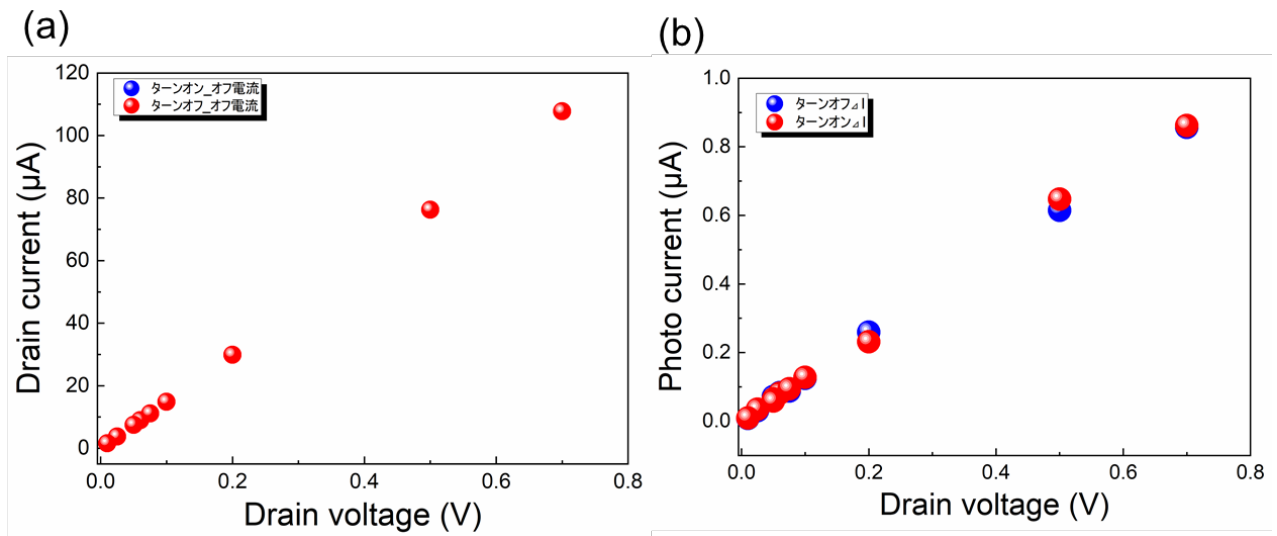 (a)
120
100
80
60
40
20
0
Drain current (μA)
ターンオン_オフ電流
ターンオフ_オフ電流
0.0 0.2 0.4 0.6 0.8
Drain voltage (V)
(b)
1.0
0.8
0.6
0.4
0.2
0.0
Photo current (μA)
ターンオフ⊿I
ターンオン⊿I
0.0 0.2 0.4 0.6 0.8
Drain voltage (V)